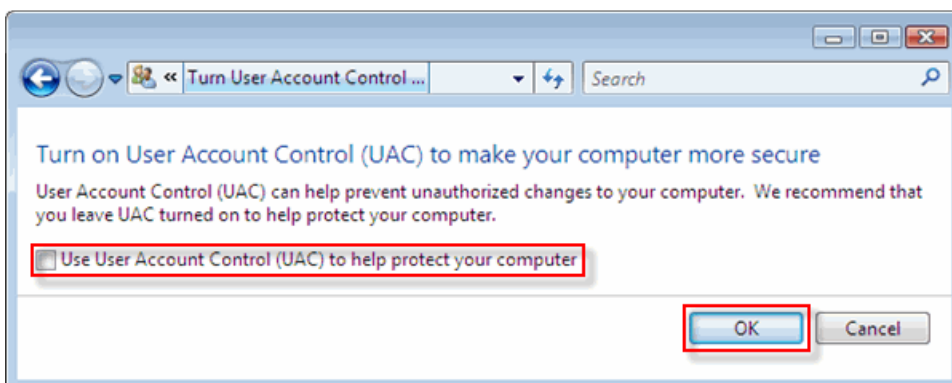 « Turn User Account Control ... Search
Turn on User Account Control (UAC) to make your computer more secure
User Account Control (UAC) can help prevent unauthorized changes to your computer. We recommend that
you leave UAC turned on to help protect your computer.
Use User Account Control (UAC) to help protect your computer
OK Cancel